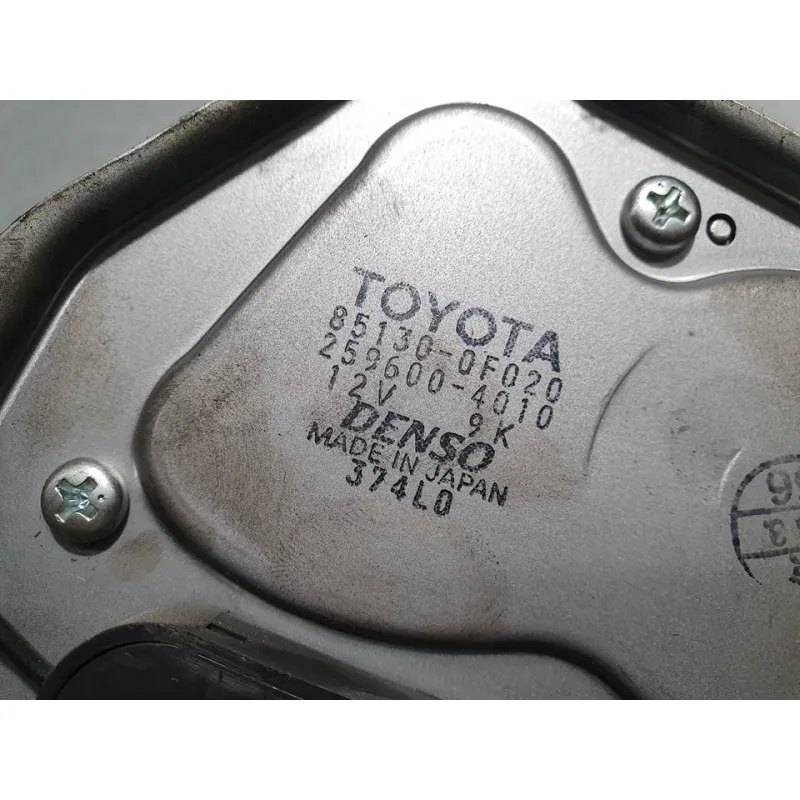 TOYOTA
85130-0F020
259600-4010
12V 9K
DENSO
MADE IN JAPAN
374L0